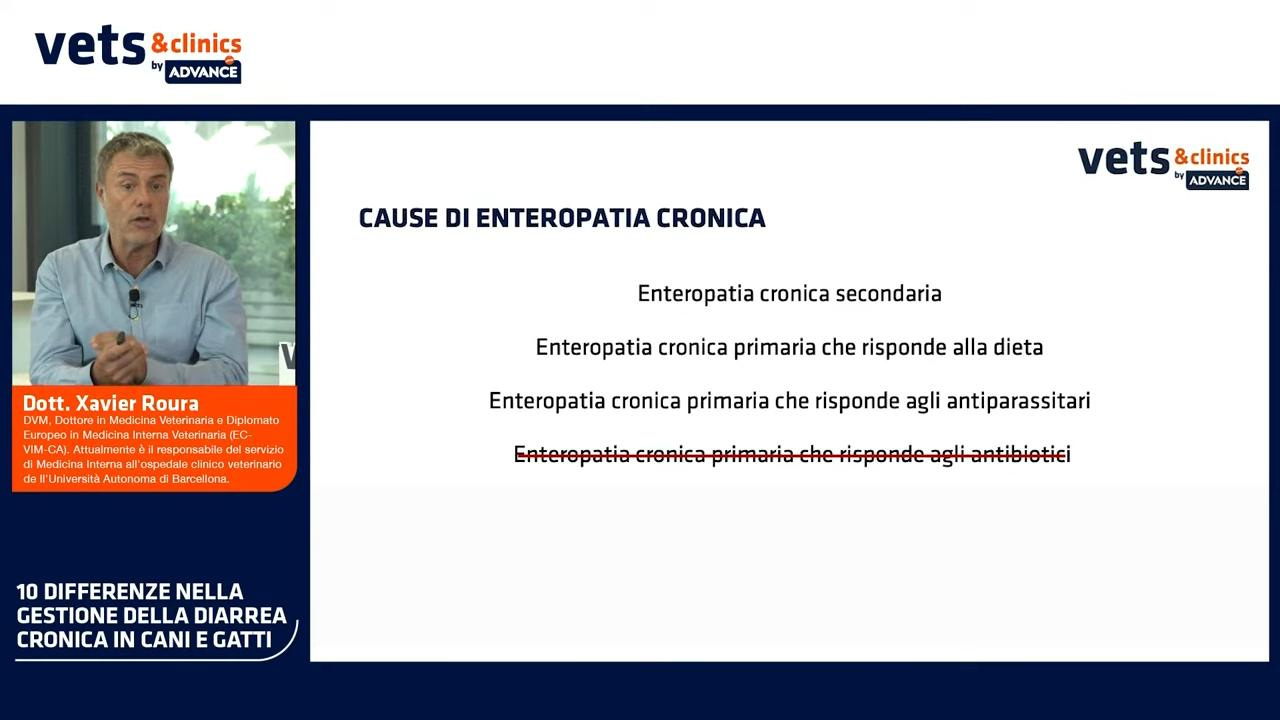 vets &clinics
by ADVANCE
vets &clinics
by ADVANCE
CAUSE DI ENTEROPATIA CRONICA
Enteropatia cronica secondaria
Enteropatia cronica primaria che risponde alla dieta
Enteropatia cronica primaria che risponde agli antiparassitari
Enteropatia cronica primaria che risponde agli antibiotici
Dott. Xavier Roura
DVM, Dottore in Medicina Veterinaria e Diplomato
Europeo in Medicina Interna Veterinaria (EC-
VIM-CA). Attualmente è il responsabile del servizio
di Medicina Interna all'ospedale clinico veterinario
de ll'Università Autonoma di Barcellona.
10 DIFFERENZE NELLA
GESTIONE DELLA DIARREA
CRONICA IN CANI E GATTI